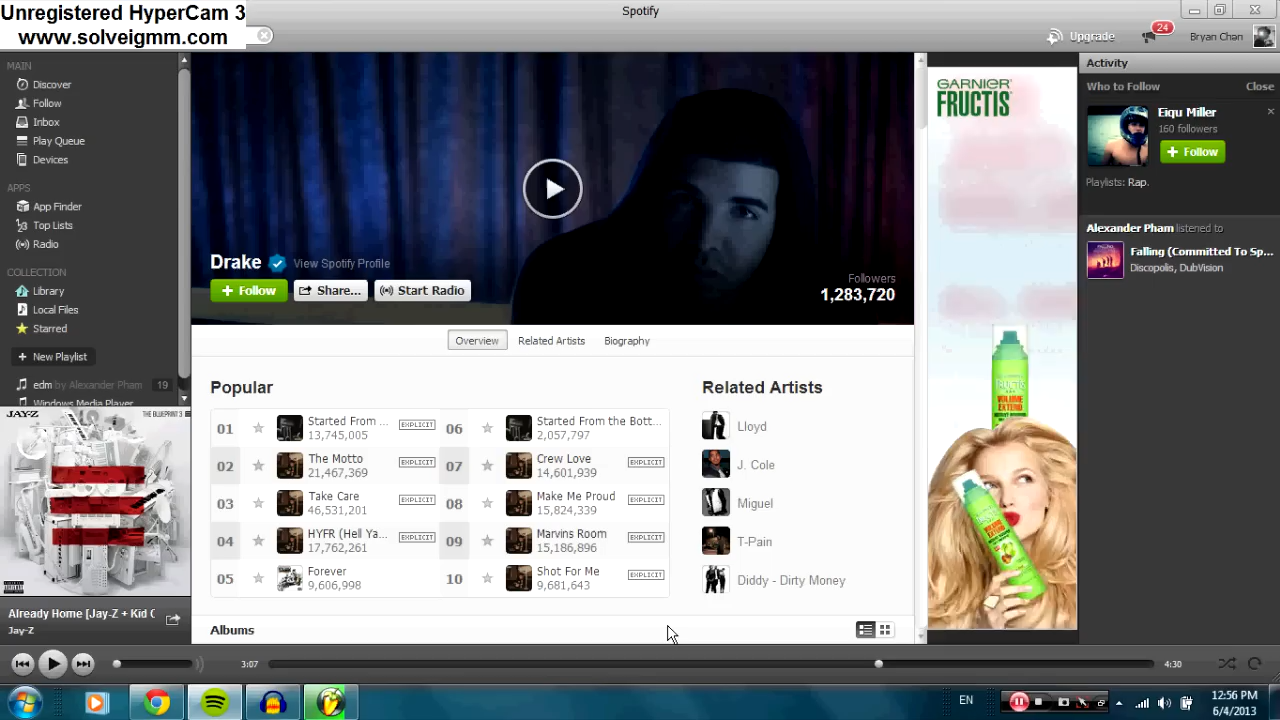 Unregistered HyperCam 3
www.solveigmm.com
Spotify
Upgrade
24
Bryan Chan
MAIN
Discover
Follow
Inbox
Play Queue
Devices
APPS
App Finder
Top Lists
Radio
COLLECTION
Library
Local Files
Starred
New Playlist
edm by Alexander Pham 19
Windows Media Player
JAY-Z THE BLUEPRINT 3
Already Home [Jay-Z + Kid C
Jay-Z
Drake View Spotify Profile
Follow Share... Start Radio
Followers
1,283,720
Overview Related Artists Biography
Popular
01 Started From ... EXPLICIT
13,745,005
02 The Motto EXPLICIT
21,467,369
03 Take Care EXPLICIT
46,531,201
04 HYFR (Hell Ya... EXPLICIT
17,762,261
05 Forever
9,606,998
06 Started From the Bott...
2,057,797
07 Crew Love EXPLICIT
14,601,939
08 Make Me Proud EXPLICIT
15,824,339
09 Marvins Room EXPLICIT
15,186,896
10 Shot For Me EXPLICIT
9,681,643
Related Artists
Lloyd
J. Cole
Miguel
T-Pain
Diddy - Dirty Money
Albums
GARNIER
FRUCTIS
FRUCTIS
VOLUME
EXTEND
Activity
Who to Follow Close
Eiqu Miller
160 followers
Follow
Playlists: Rap.
Alexander Pham listened to
Falling (Committed To Sp...
Discopolis, DubVision
3:07 4:30
EN
12:56 PM
6/4/2013